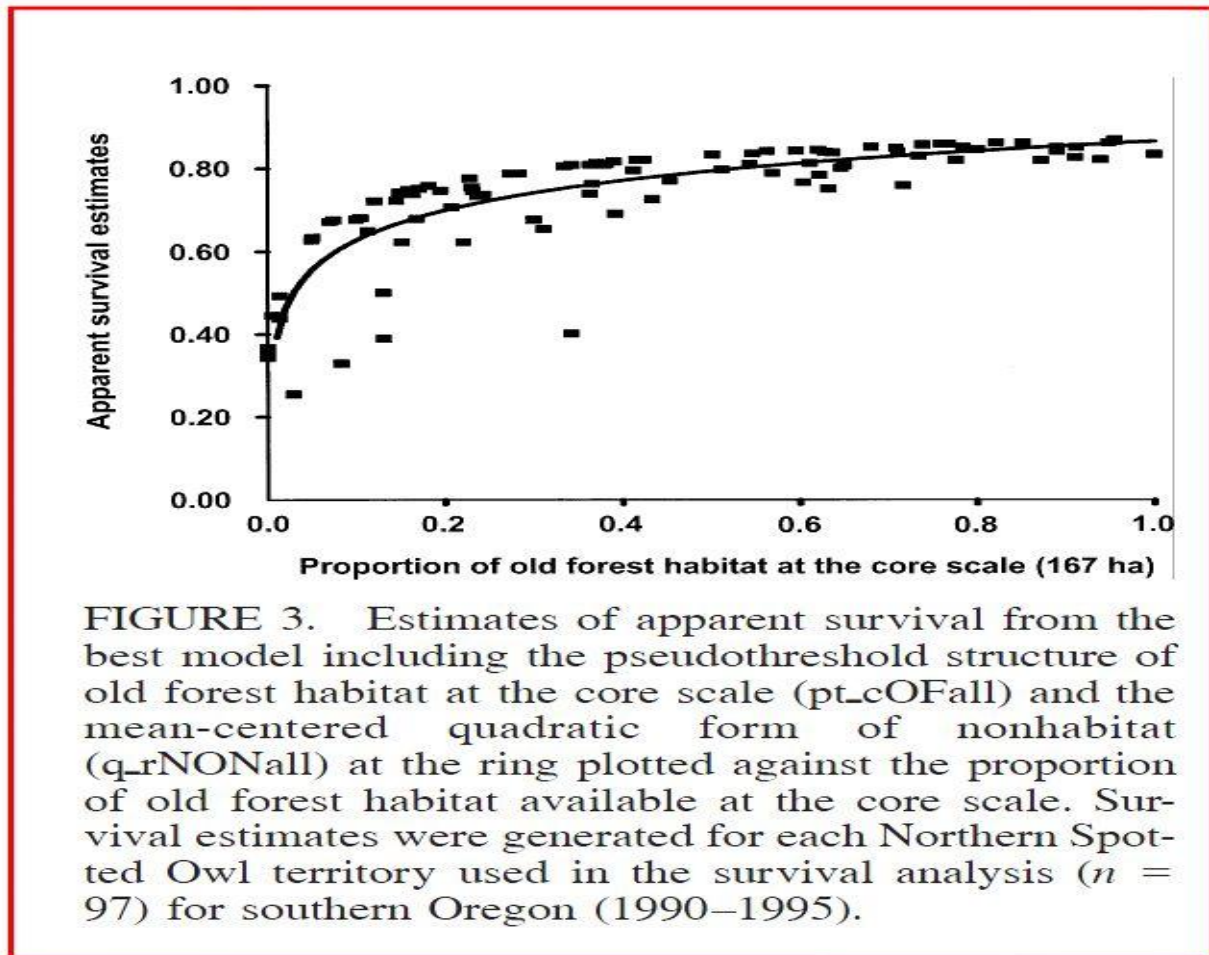 1.00
0.80
0.60
0.40
0.20
0.00
Apparent survival estimates
0.0 0.2 0.4 0.6 0.8 1.0
Proportion of old forest habitat at the core scale (167 ha)
FIGURE 3. Estimates of apparent survival from the
best model including the pseudothreshold structure of
old forest habitat at the core scale (pt_cOFall) and the
mean-centered quadratic form of nonhabitat
(q_rNONall) at the ring plotted against the proportion
of old forest habitat available at the core scale. Sur-
vival estimates were generated for each Northern Spot-
ted Owl territory used in the survival analysis (n =
97) for southern Oregon (1990–1995).